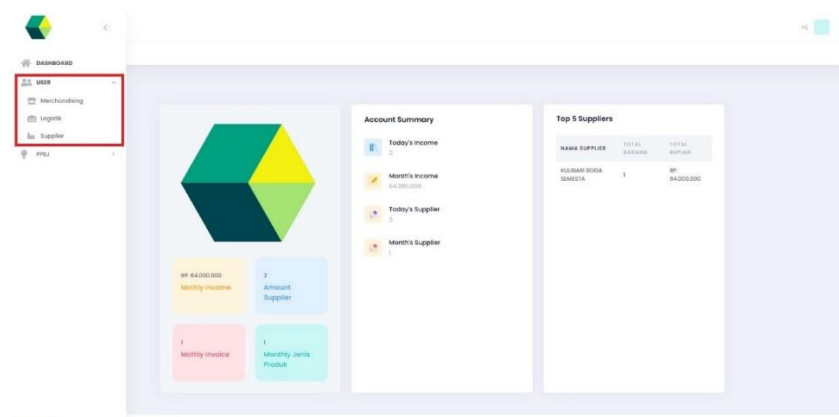 Hi,
DASHBOARD
USER
Merchandising
Logistik
Supplier
Account Summary
Today's Income
0
Month's Income
64.000.000
Today's Supplier
0
Month's Supplier
1
Top 5 Suppliers
NAMA SUPPLIER TOTAL BARANG TOTAL RUPIAH
KULINARI BOGA SEMESTA 1 RP. 64.000.000
RP. 64.000.000
Mothly Income
2
Amount
Supplier
1
Mothly Invoice
1
Monthly Jenis
Produk